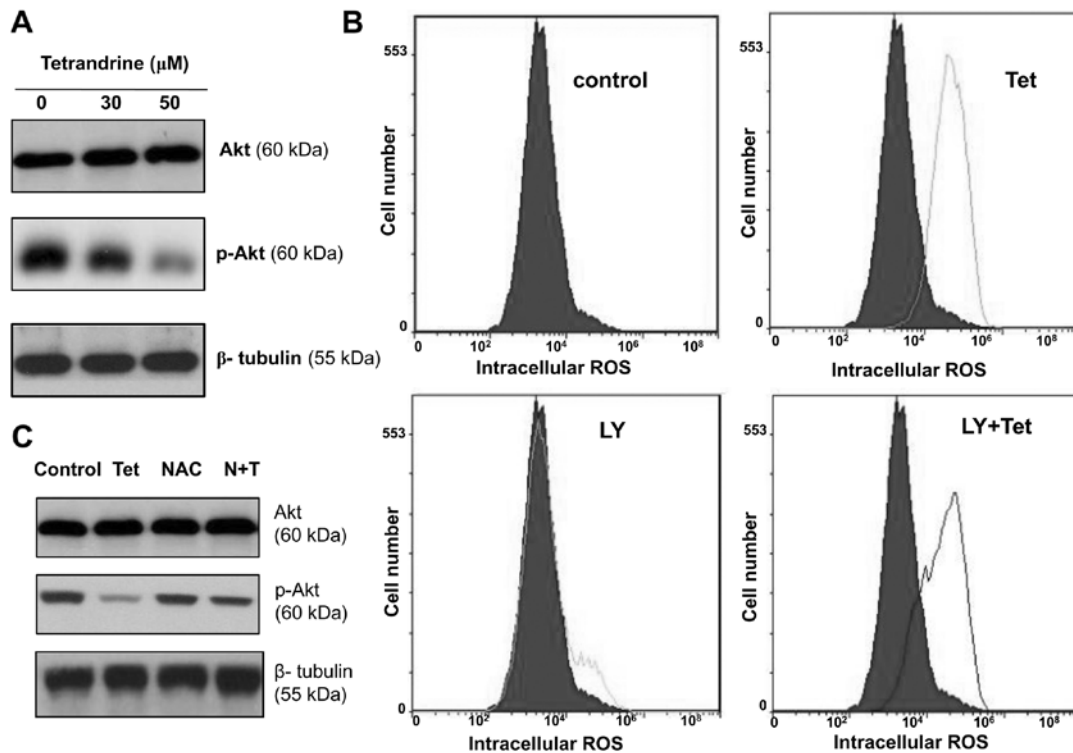 A
Tetrandrine (µM)
0 30 50
Akt (60 kDa)
p-Akt (60 kDa)
β- tubulin (55 kDa)
B
553
control
Cell number
0
0 10² 10⁴ 10⁶ 10⁸
Intracellular ROS
553
Tet
Cell number
0
0 10² 10⁴ 10⁶ 10⁸
Intracellular ROS
553
LY
Cell number
0
0 10² 10⁴ 10⁶ 10⁸
Intracellular ROS
553
LY+Tet
Cell number
0
0 10² 10⁴ 10⁶ 10⁸
Intracellular ROS
C
Control Tet NAC N+T
Akt
(60 kDa)
p-Akt
(60 kDa)
β- tubulin
(55 kDa)